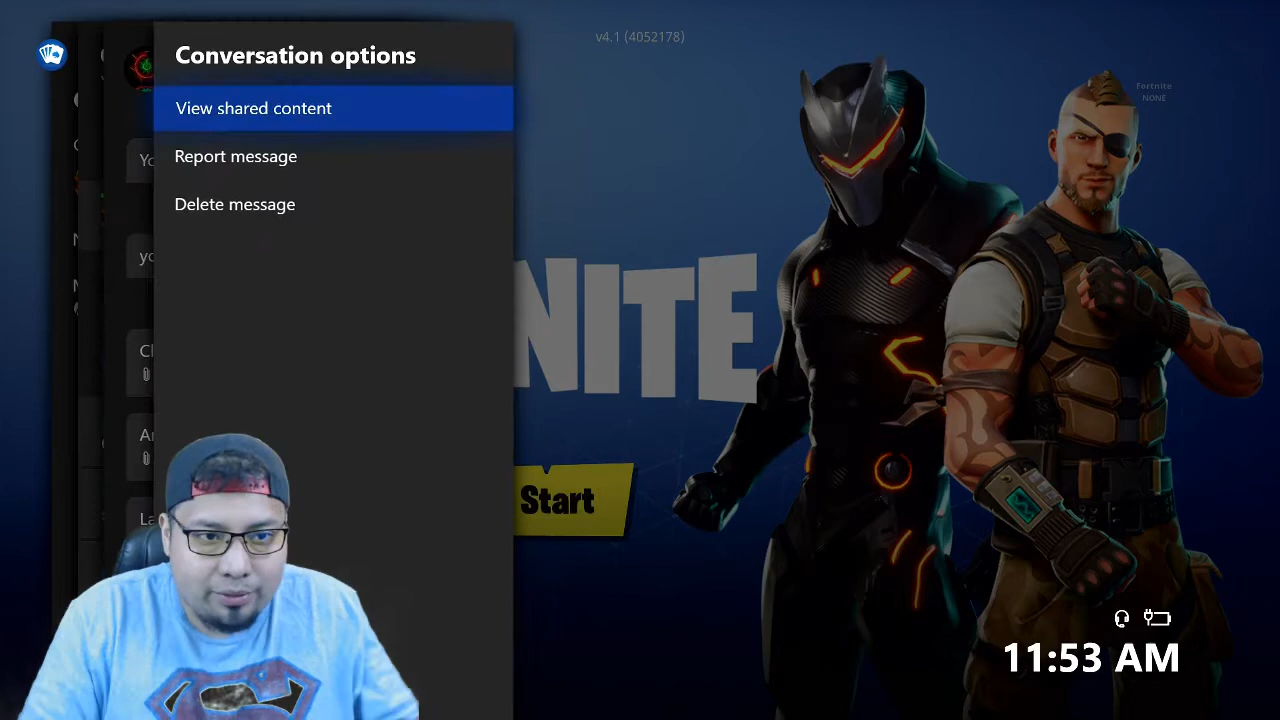 Conversation options
View shared content
Report message
Delete message
v4.1 (4052178)
Fortnite
NONE
NITE
Start
11:53 AM